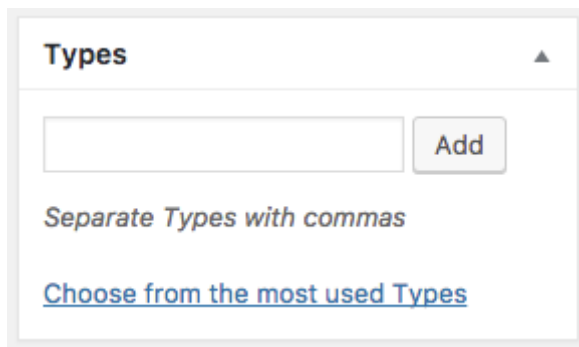 Types
Add
Separate Types with commas
Choose from the most used Types